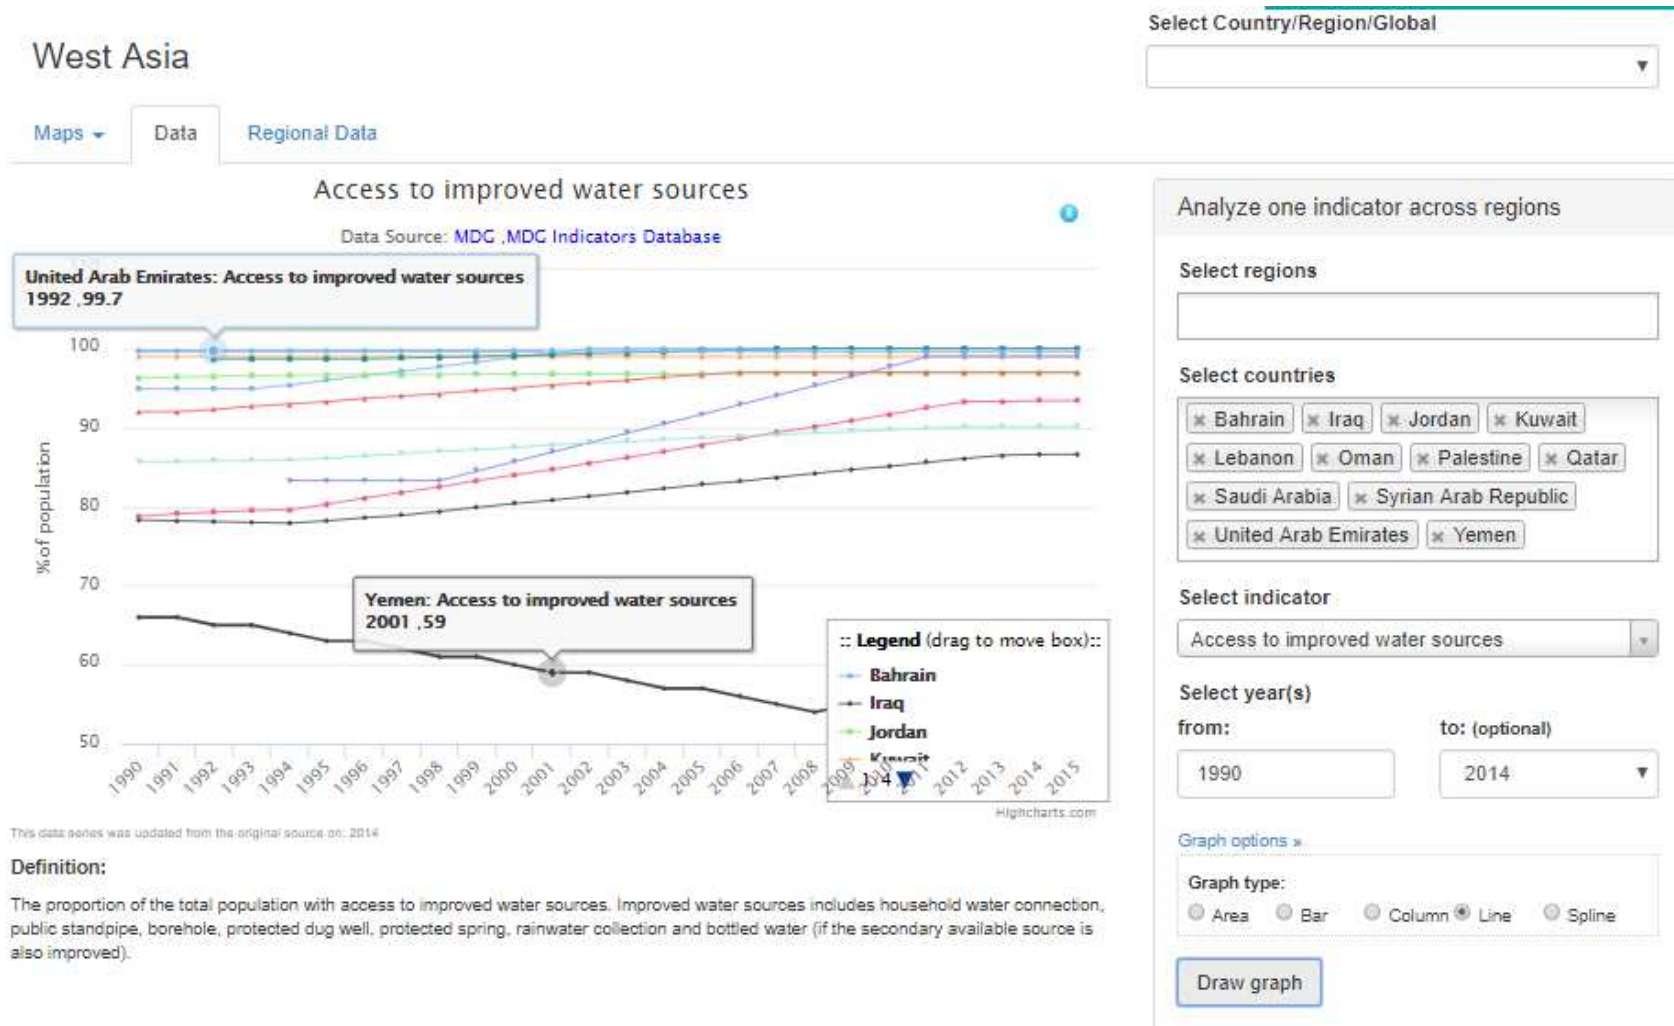 Select Country/Region/Global
West Asia
Maps
Data
Regional Data
Access to improved water sources
Data Source: MDG ,MDG Indicators Database
United Arab Emirates: Access to improved water sources
1992 ,99.7
100
90
80
70
60
50
%of population
Yemen: Access to improved water sources
2001 ,59
:: Legend (drag to move box)::
Bahrain
Iraq
Jordan
Kuwait
1/4
1990 1991 1992 1993 1994 1995 1996 1997 1998 1999 2000 2001 2002 2003 2004 2005 2006 2007 2008 2009 2010 2011 2012 2013 2014 2015
Highcharts.com
This data series was updated from the original source on: 2014
Definition:
The proportion of the total population with access to improved water sources. Improved water sources includes household water connection,
public standpipe, borehole, protected dug well, protected spring, rainwater collection and bottled water (if the secondary available source is
also improved).
Analyze one indicator across regions
Select regions
Select countries
× Bahrain × Iraq × Jordan × Kuwait
× Lebanon × Oman × Palestine × Qatar
× Saudi Arabia × Syrian Arab Republic
× United Arab Emirates × Yemen
Select indicator
Access to improved water sources
Select year(s)
from: to: (optional)
1990 2014
Graph options »
Graph type:
Area Bar Column Line Spline
Draw graph